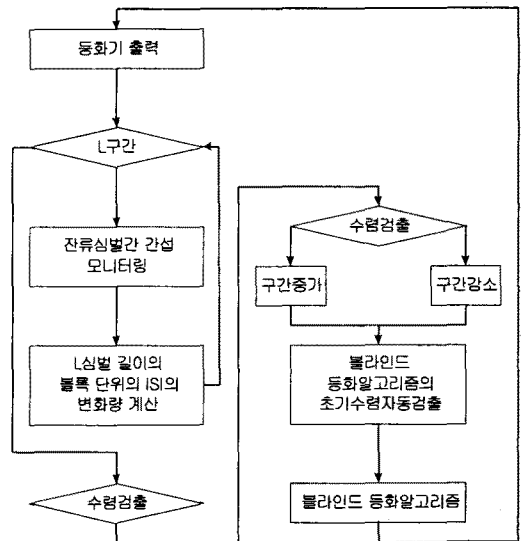 등화기 출력
L구간
잔류심벌간 간섭
모니터링
L심벌 길이의
블록 단위의 ISI의
변화량 계산
수렴검출
수렴검출
구간증가
구간감소
블라인드
등화알고리즘의
초기수렴자동검출
블라인드 등화알고리즘